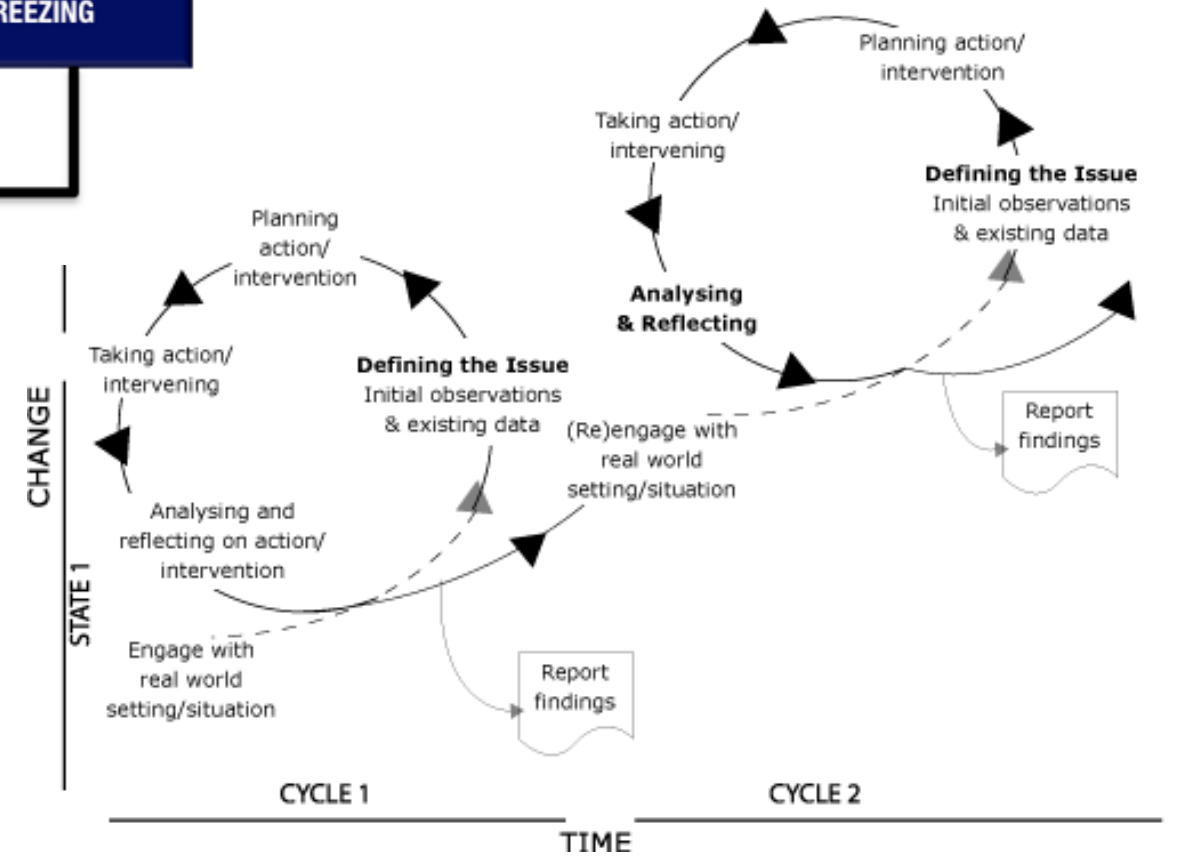 REEZING
Planning action/
intervention
Taking action/
intervening
Defining the Issue
Initial observations
& existing data
Analysing
& Reflecting
(Re)engage with
real world
setting/situation
Report
findings
Planning
action/
intervention
Taking action/
intervening
Defining the Issue
Initial observations
& existing data
Analysing and
reflecting on action/
intervention
Engage with
real world
setting/situation
Report
findings
CHANGE
STATE 1
CYCLE 1
CYCLE 2
TIME